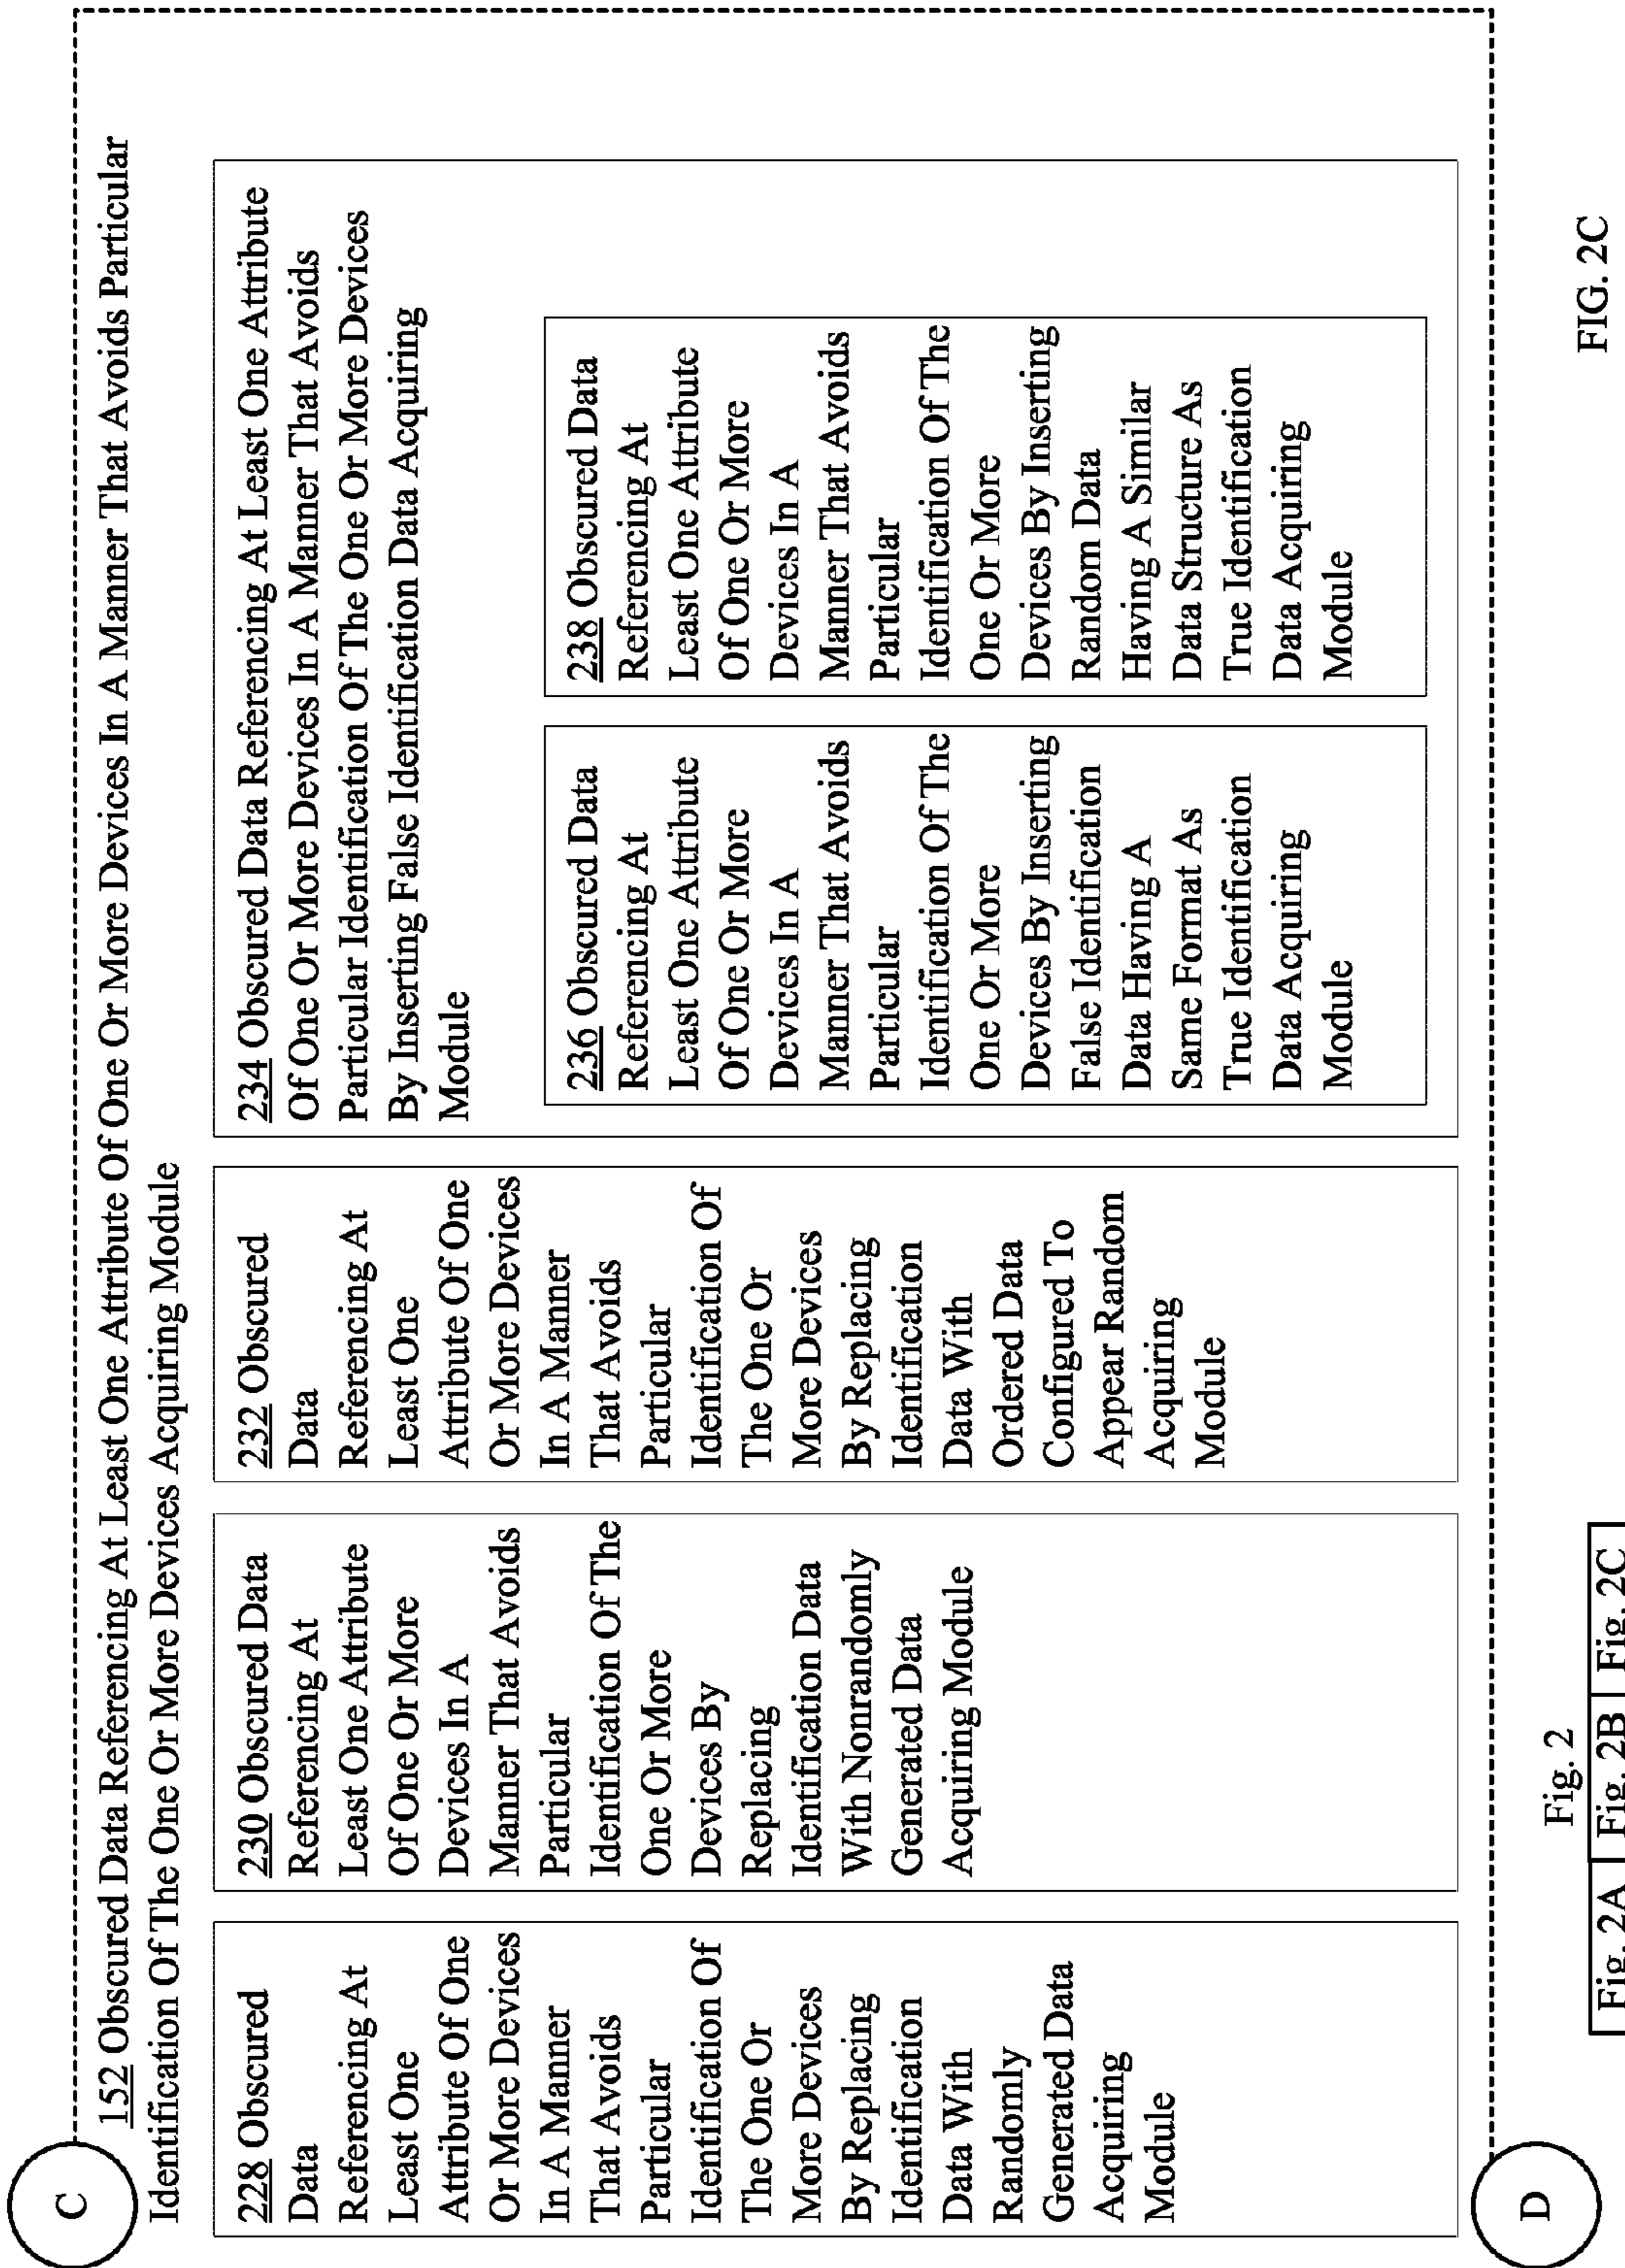 C
152 Obscured Data Referencing At Least One Attribute Of One Or More Devices In A Manner That Avoids Particular
Identification Of The One Or More Devices Acquiring Module
228 Obscured
Data
Referencing At
Least One
Attribute Of One
Or More Devices
In A Manner
That Avoids
Particular
Identification Of
The One Or
More Devices
By Replacing
Identification
Data With
Randomly
Generated Data
Acquiring
Module
230 Obscured Data
Referencing At
Least One Attribute
Of One Or More
Devices In A
Manner That Avoids
Particular
Identification Of The
One Or More
Devices By
Replacing
Identification Data
With Nonrandomly
Generated Data
Acquiring Module
232 Obscured
Data
Referencing At
Least One
Attribute Of One
Or More Devices
In A Manner
That Avoids
Particular
Identification Of
The One Or
More Devices
By Replacing
Identification
Data With
Ordered Data
Configured To
Appear Random
Acquiring
Module
234 Obscured Data Referencing At Least One Attribute
Of One Or More Devices In A Manner That Avoids
Particular Identification Of The One Or More Devices
By Inserting False Identification Data Acquiring
Module
236 Obscured Data
Referencing At
Least One Attribute
Of One Or More
Devices In A
Manner That Avoids
Particular
Identification Of The
One Or More
Devices By Inserting
False Identification
Data Having A
Same Format As
True Identification
Data Acquiring
Module
238 Obscured Data
Referencing At
Least One Attribute
Of One Or More
Devices In A
Manner That Avoids
Particular
Identification Of The
One Or More
Devices By Inserting
Random Data
Having A Similar
Data Structure As
True Identification
Data Acquiring
Module
D
Fig. 2
Fig. 2A Fig. 2B Fig. 2C
FIG. 2C